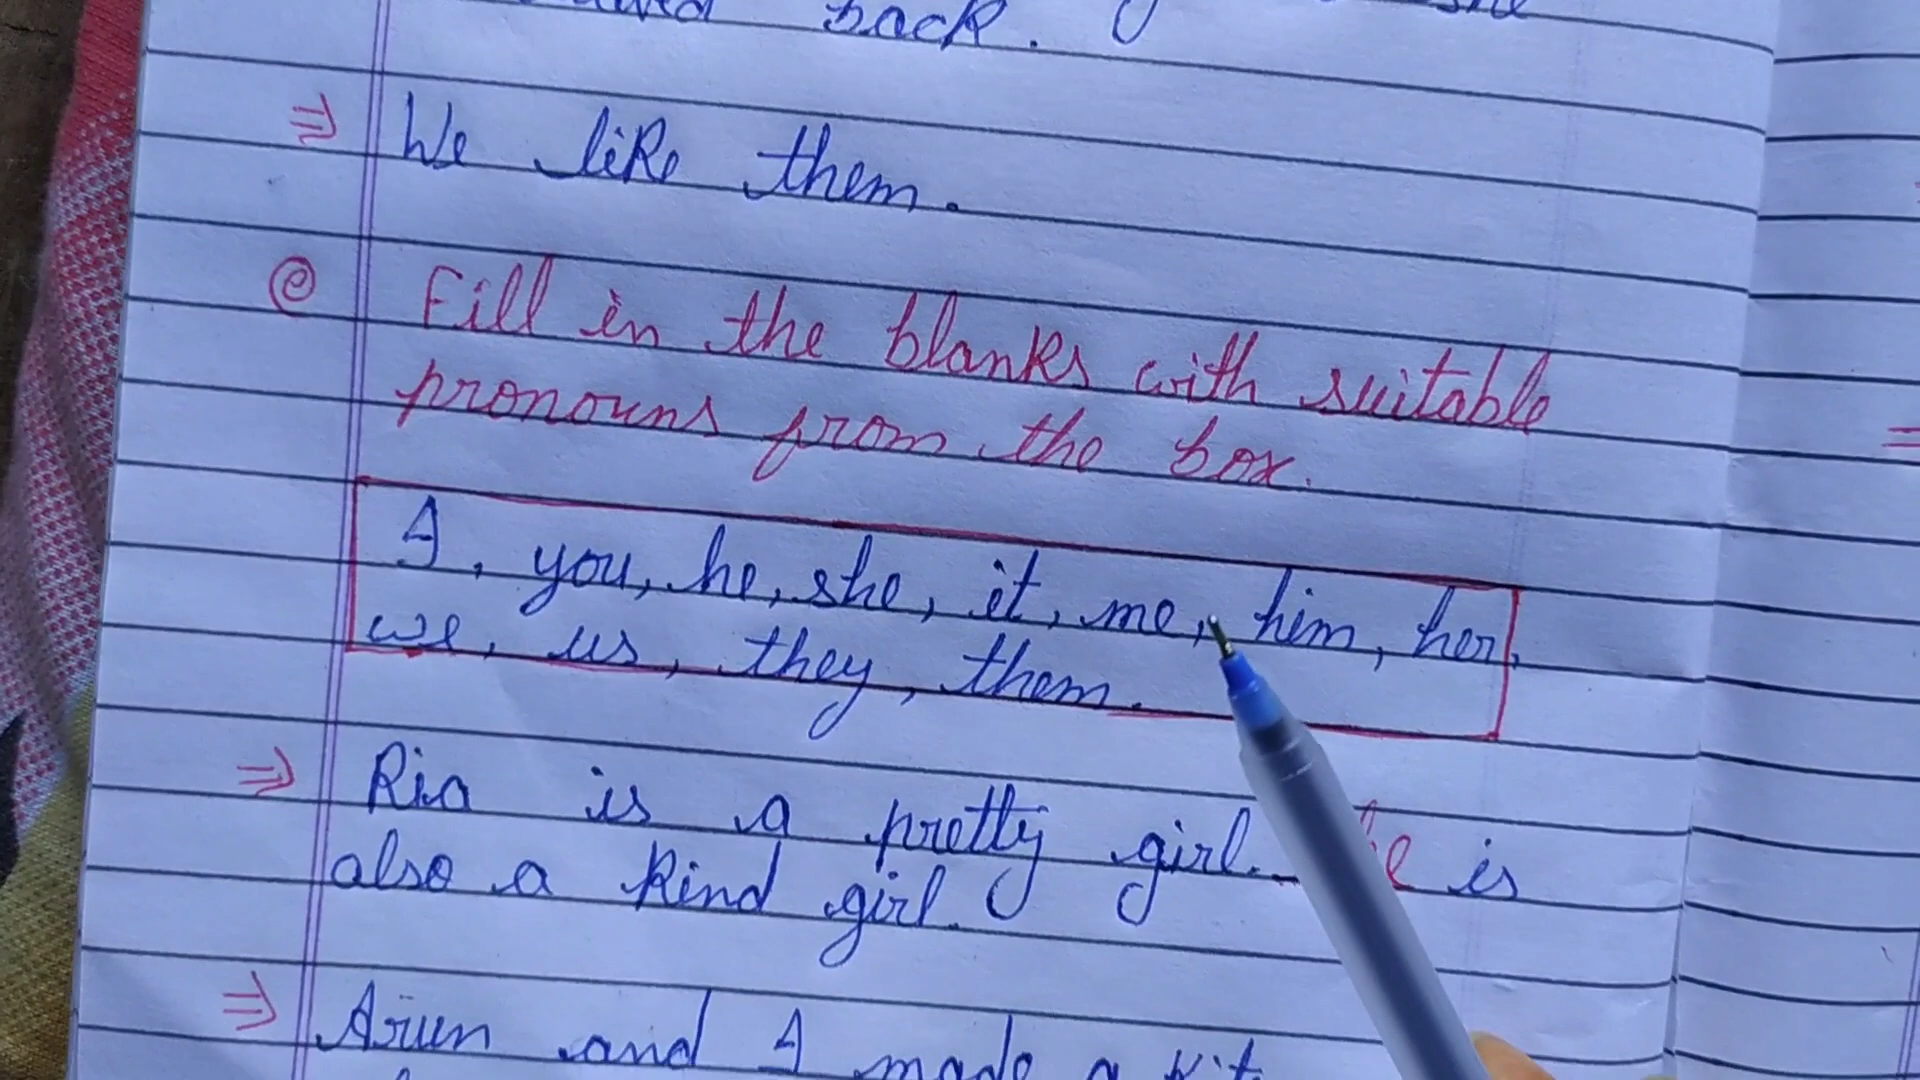 back.
⇒ We like them.
@ Fill in the blanks with suitable
pronouns from the box.
I, you, he, she, it, me, him, her,
we, us, they, them.
⇒ Ria is a pretty girl. is
also a kind girl.
⇒ Arun and I made a